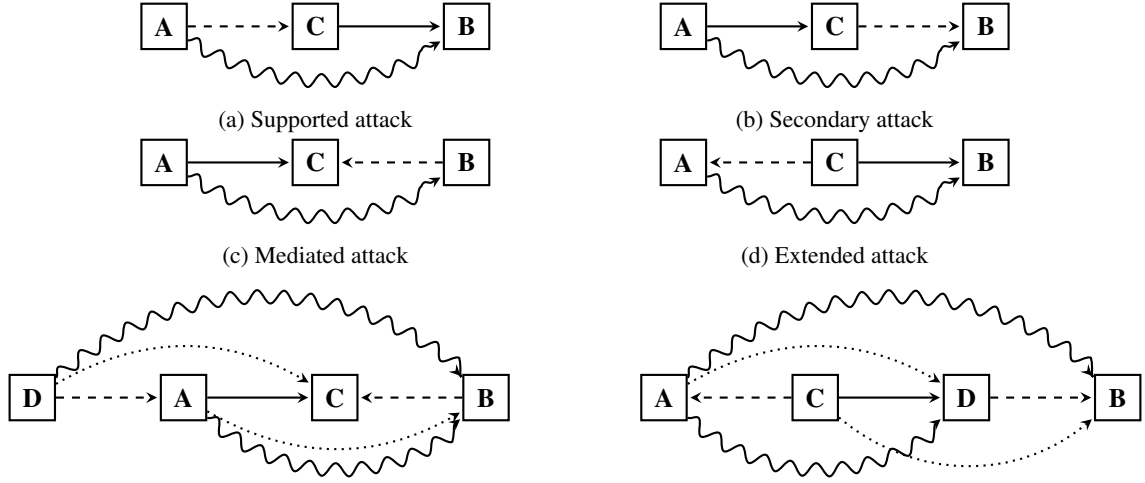 A C B A C B
(a) Supported attack (b) Secondary attack
A C B A C B
(c) Mediated attack (d) Extended attack
D A C B A C D B